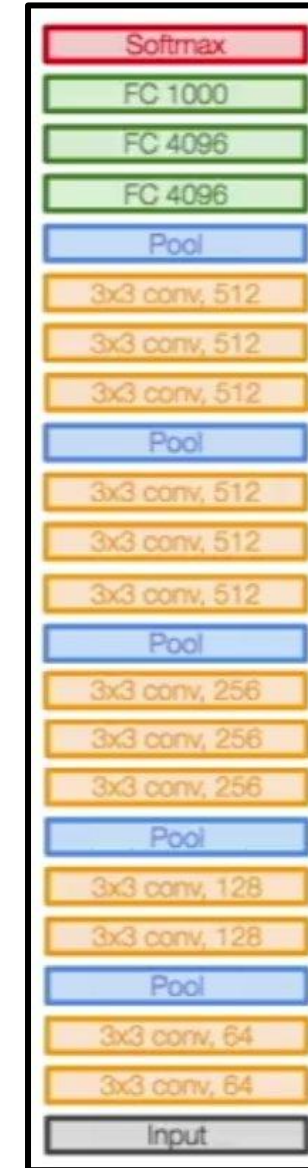 Softmax
FC 1000
FC 4096
FC 4096
Pool
3x3 conv, 512
3x3 conv, 512
3x3 conv, 512
Pool
3x3 conv, 512
3x3 conv, 512
3x3 conv, 512
Pool
3x3 conv, 256
3x3 conv, 256
3x3 conv, 256
Pool
3x3 conv, 128
3x3 conv, 128
Pool
3x3 conv, 64
3x3 conv, 64
Input